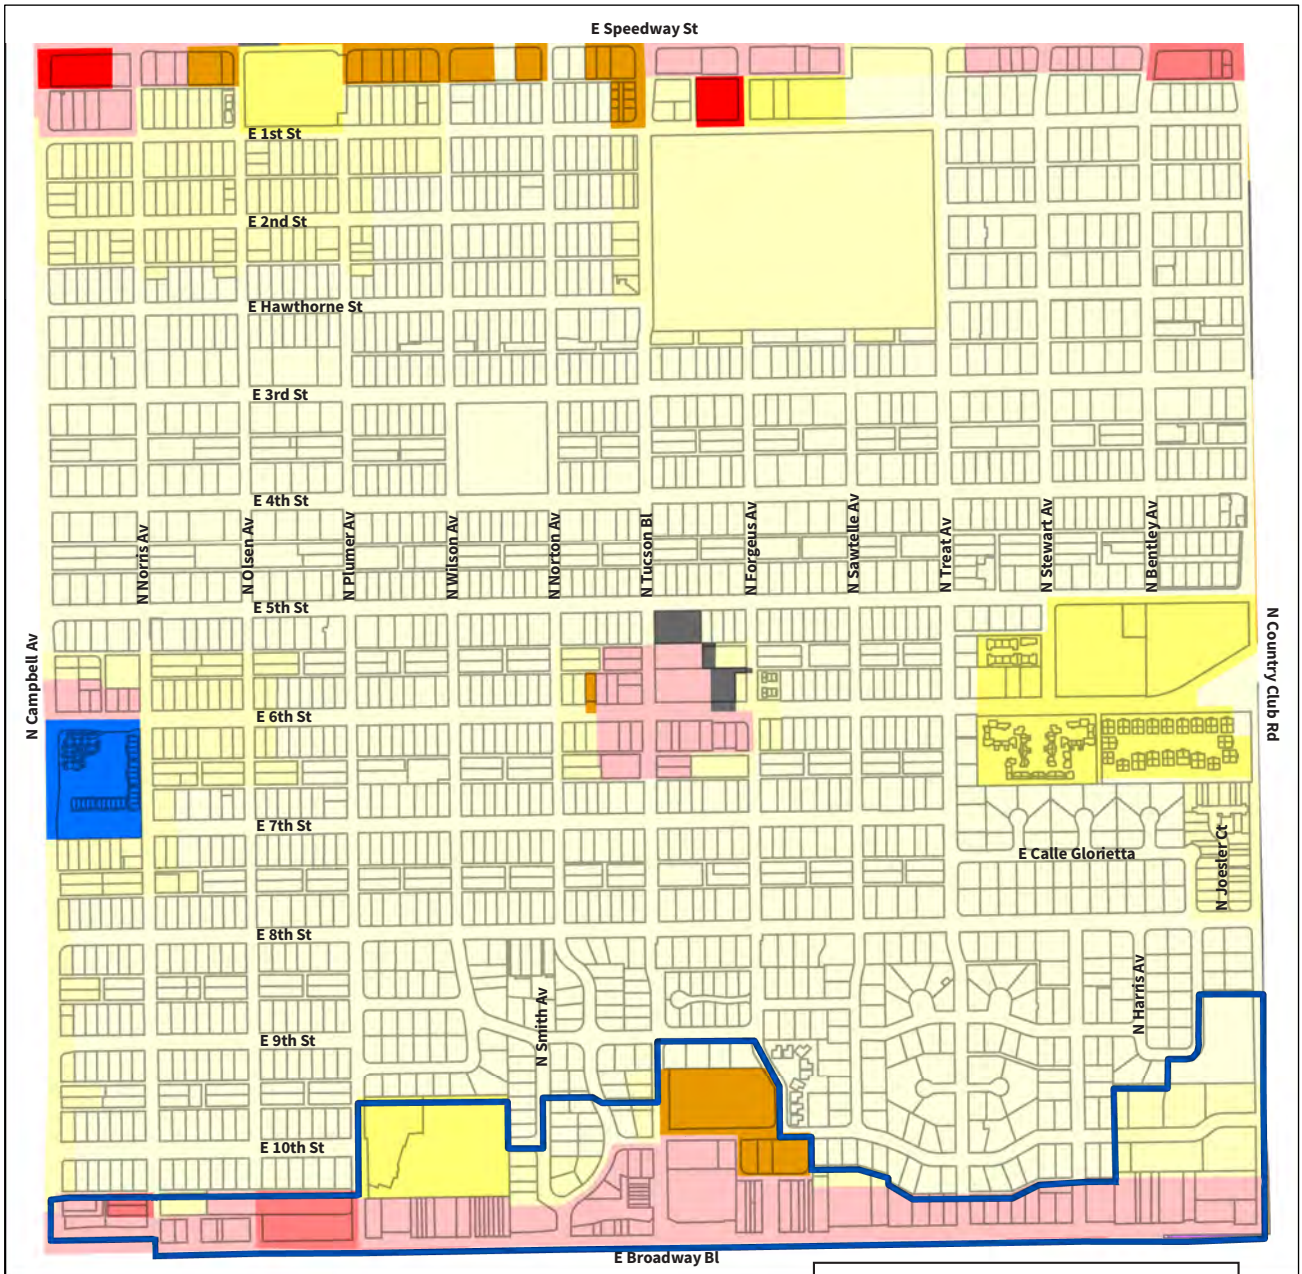 E Speedway St
E 1st St
E 2nd St
E Hawthorne St
E 3rd St
E 4th St
N Norris Av
N Olsen Av
N Plumer Av
N Wilson Av
N Norton Av
N Tucson Bl
N Forgeus Av
N Sawtelle Av
N Treat Av
N Stewart Av
N Bentley Av
E 5th St
N Campbell Av
N Country Club Rd
E 6th St
E 7th St
E Calle Glorietta
N Joesler Ct
E 8th St
N Smith Av
N Harris Av
E 9th St
E 10th St
E Broadway Bl